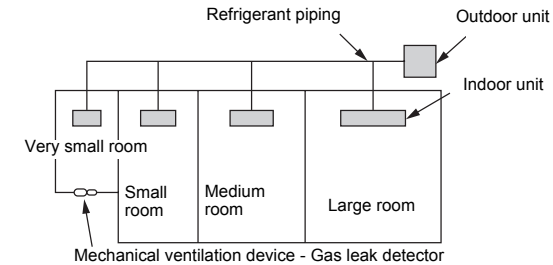 Refrigerant piping
Outdoor unit
Indoor unit
Very small room
Small
room
Medium
room
Large room
Mechanical ventilation device - Gas leak detector